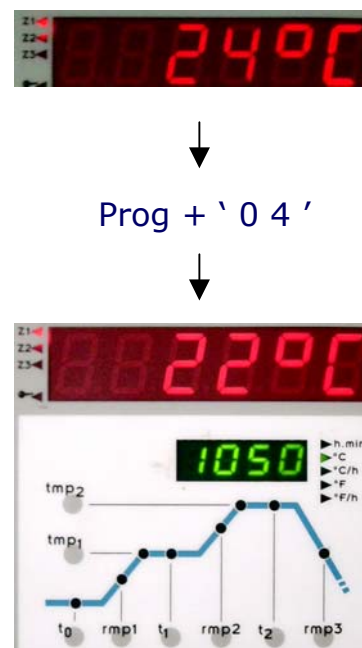 Z1
Z2
Z3
24°C
Prog + ‘ 0 4 ’
Z1
Z2
Z3
22°C
1050
h.min
°C
°C/h
°F
°F/h
tmp2
tmp1
t0 rmp1 t1 rmp2 t2 rmp3